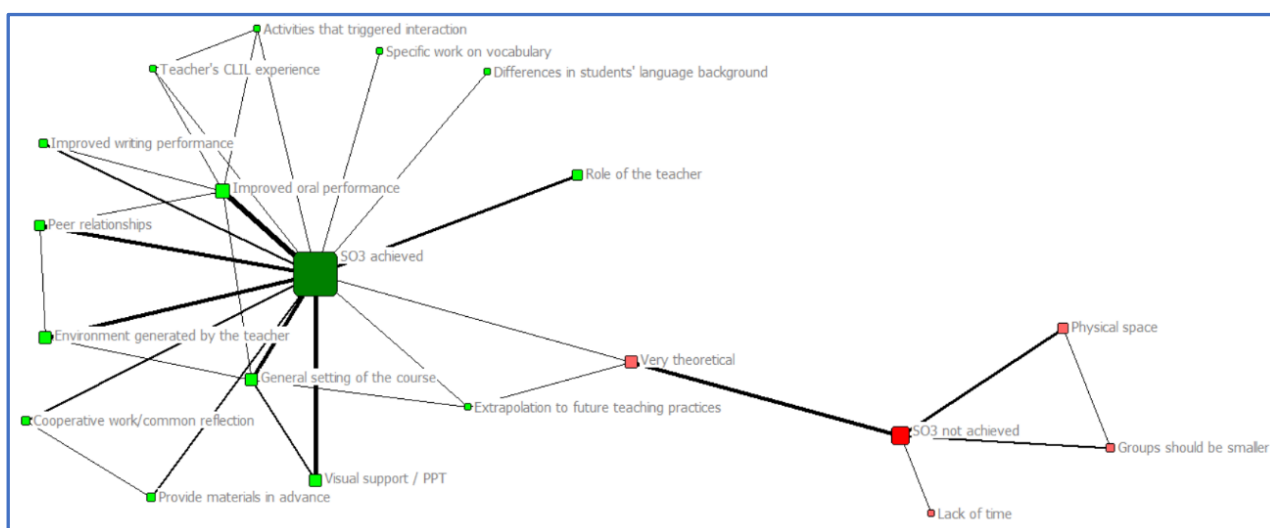 Activities that triggered interaction
Specific work on vocabulary
Teacher's CLIL experience
Differences in students' language background
Improved writing performance
Role of the teacher
Improved oral performance
Peer relationships
SO3 achieved
Physical space
Environment generated by the teacher
Very theoretical
General setting of the course
Extrapolation to future teaching practices
Cooperative work/common reflection
SO3 not achieved
Groups should be smaller
Visual support / PPT
Provide materials in advance
Lack of time